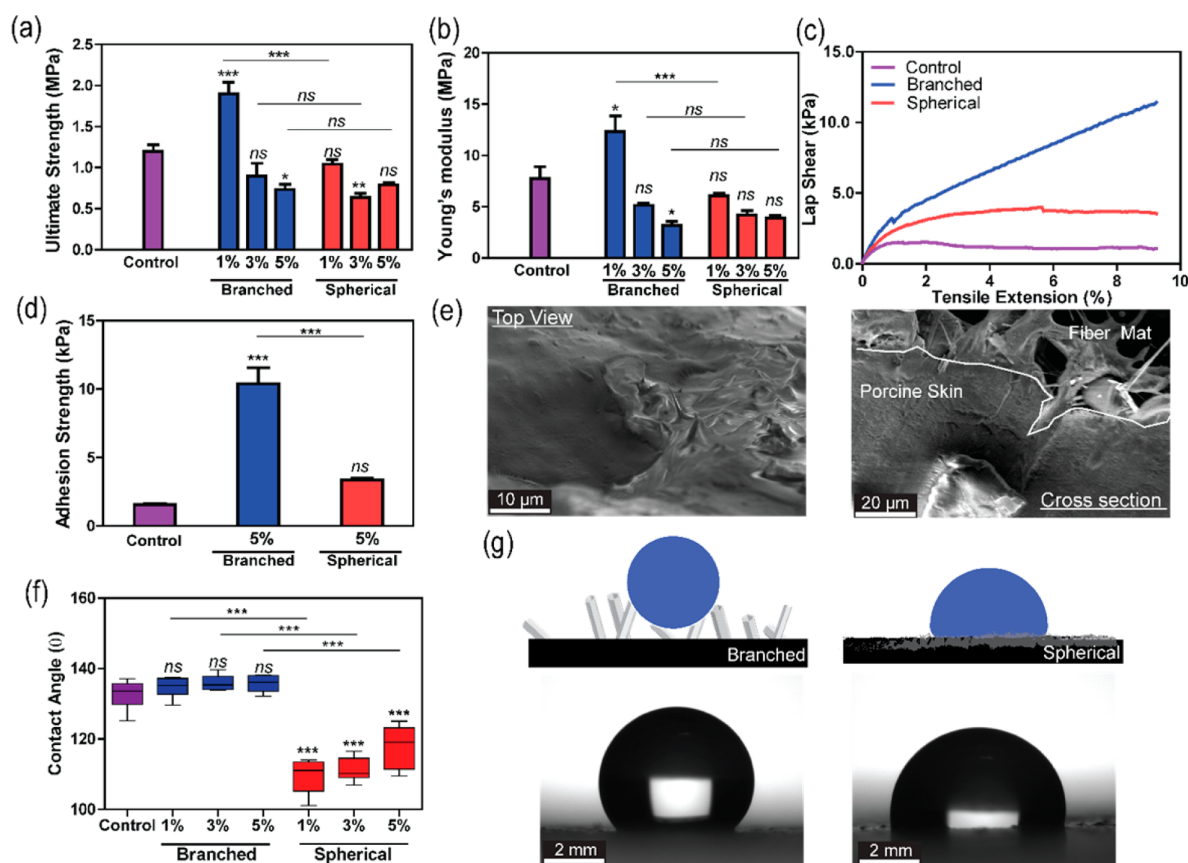 (a)
Ultimate Strength (MPa)
2.5
2.0
1.5
1.0
0.5
0.0
***
***
ns
ns
ns
*
ns
**
ns
Control
1% 3% 5%
Branched
1% 3% 5%
Spherical
(b)
Young's modulus (MPa)
20
15
10
5
0
***
*
ns
ns
ns
*
ns
ns
ns
Control
1% 3% 5%
Branched
1% 3% 5%
Spherical
(c)
Lap Shear (kPa)
15.0
10.0
5.0
0.0
Control
Branched
Spherical
0 2 4 6 8 10
Tensile Extension (%)
(d)
Adhesion Strength (kPa)
15
10
5
0
***
***
ns
Control
5%
Branched
5%
Spherical
(e)
Top View
10 µm
Fiber Mat
Porcine Skin
20 µm
Cross section
(f)
Contact Angle (θ)
160
140
120
100
***
***
***
ns
ns
ns
***
***
***
Control
1% 3% 5%
Branched
1% 3% 5%
Spherical
(g)
Branched
Spherical
2 mm
2 mm